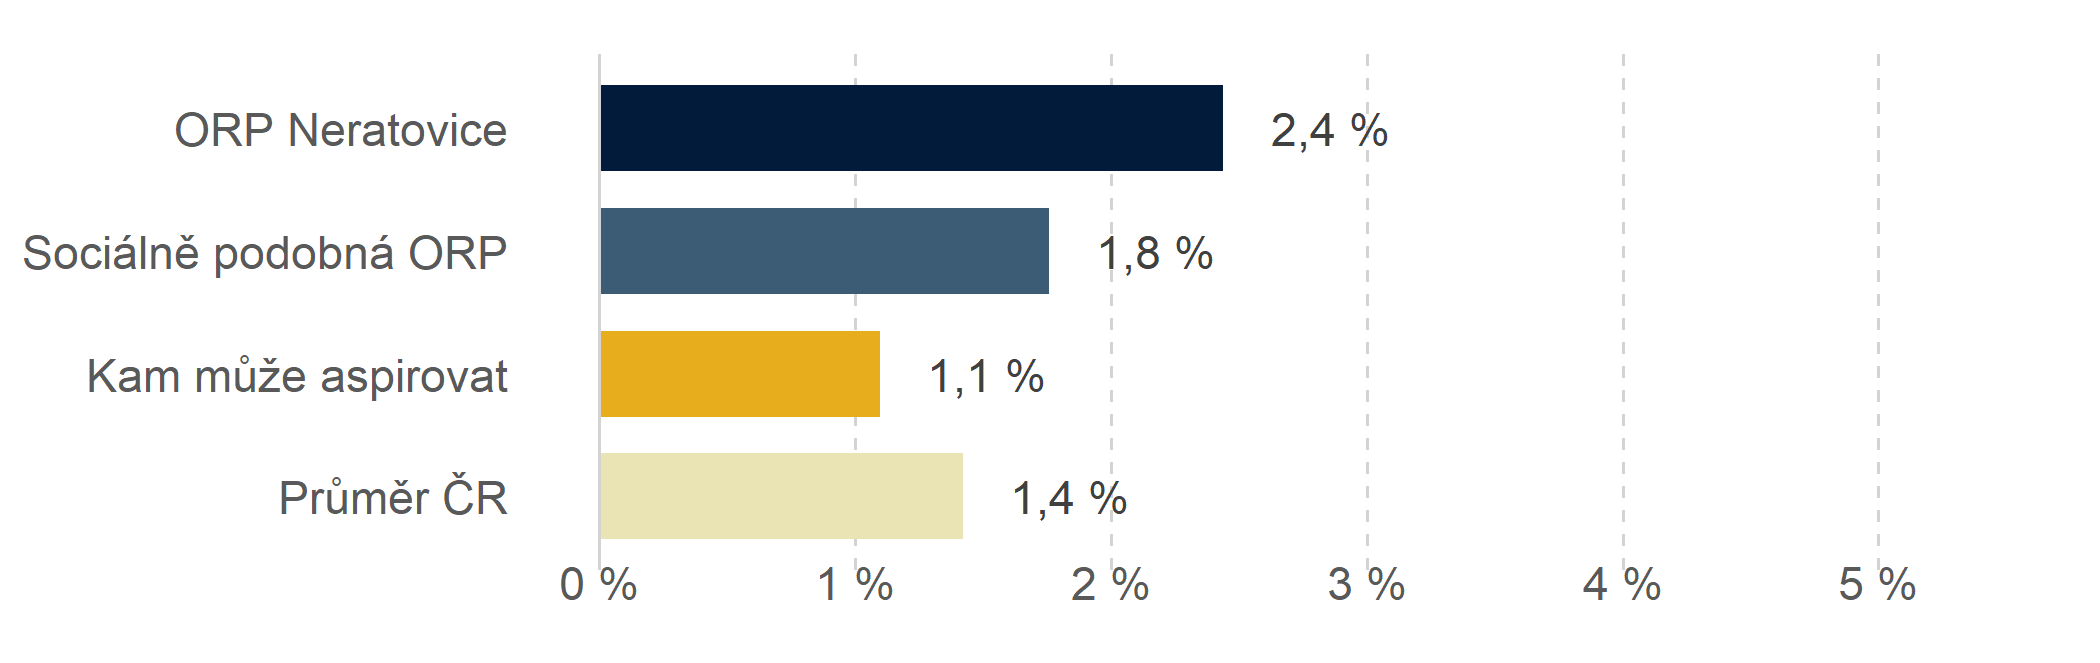 ORP Neratovice
2,4 %
Sociálně podobná ORP
1,8 %
Kam může aspirovat
1,1 %
Průměr ČR
1,4 %
0 %
1 %
2 %
3 %
4 %
5 %